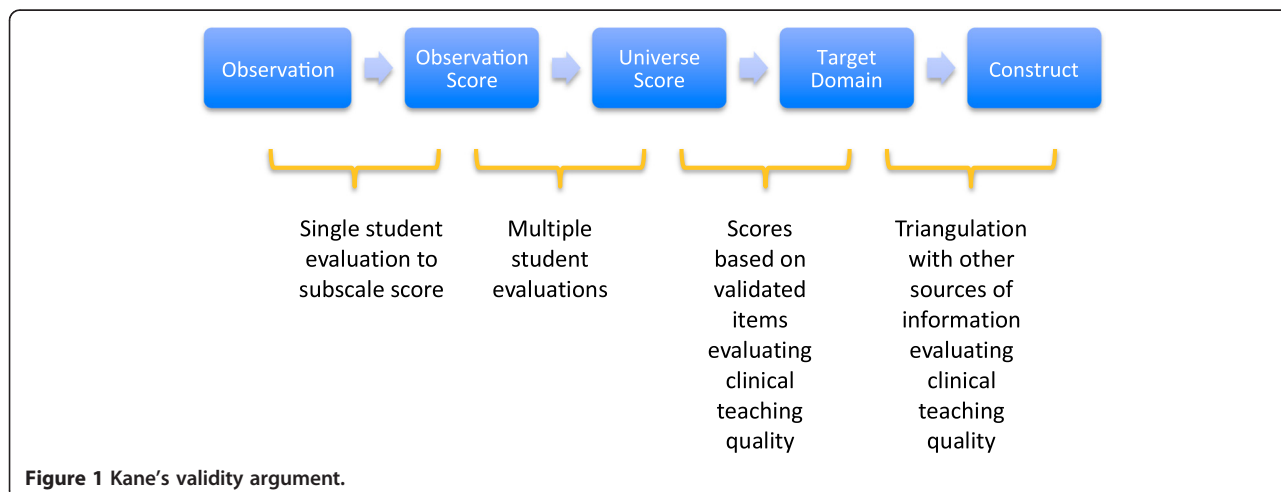 Observation
Observation
Score
Universe
Score
Target
Domain
Construct
Single student
evaluation to
subscale score
Multiple
student
evaluations
Scores
based on
validated
items
evaluating
clinical
teaching
quality
Triangulation
with other
sources of
information
evaluating
clinical
teaching
quality
Figure 1 Kane's validity argument.